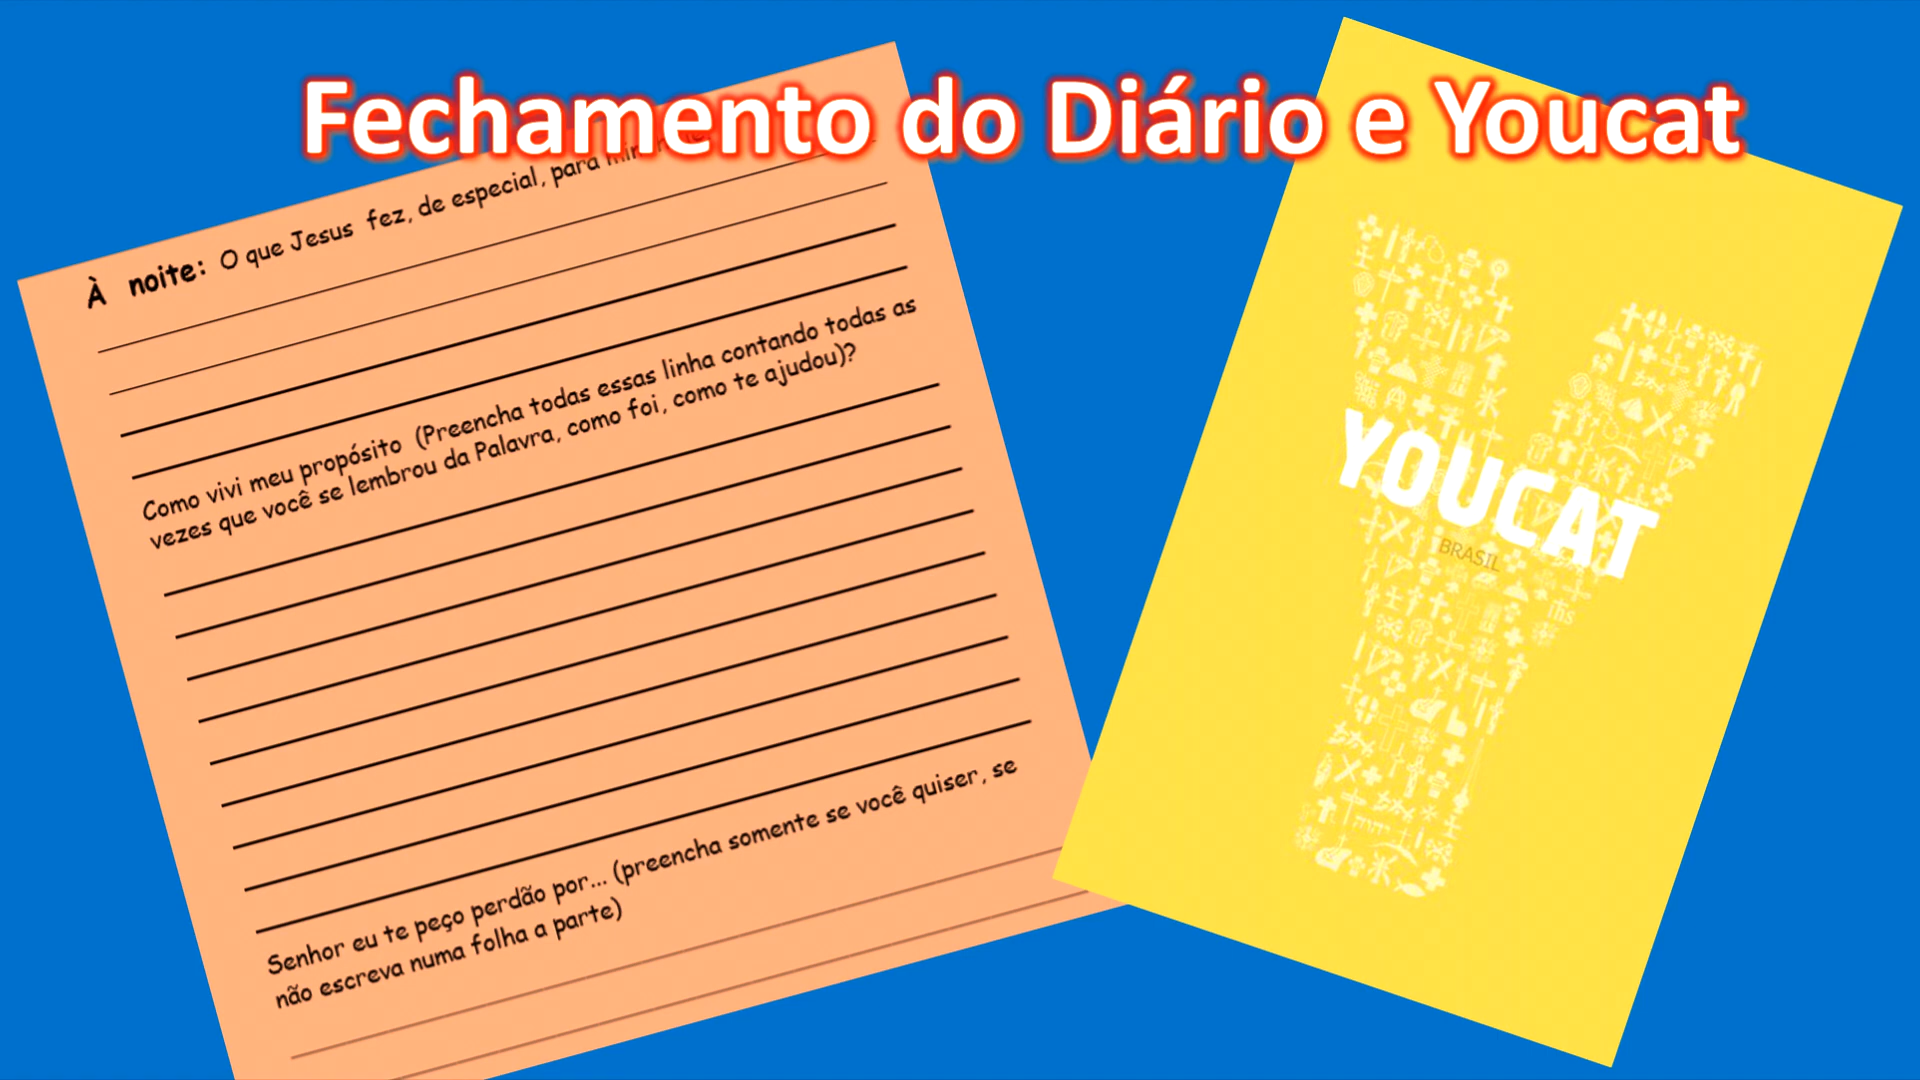 Fechamento do Diário e Youcat
À noite: O que Jesus fez, de especial, para
Como vivi meu propósito (Preencha todas essas linha contando todas as
vezes que você se lembrou da Palavra, como foi, como te ajudou)?
Senhor eu te peço perdão por... (preencha somente se você quiser, se
não escreva numa folha a parte)
YOUCAT
BRASIL
ihs